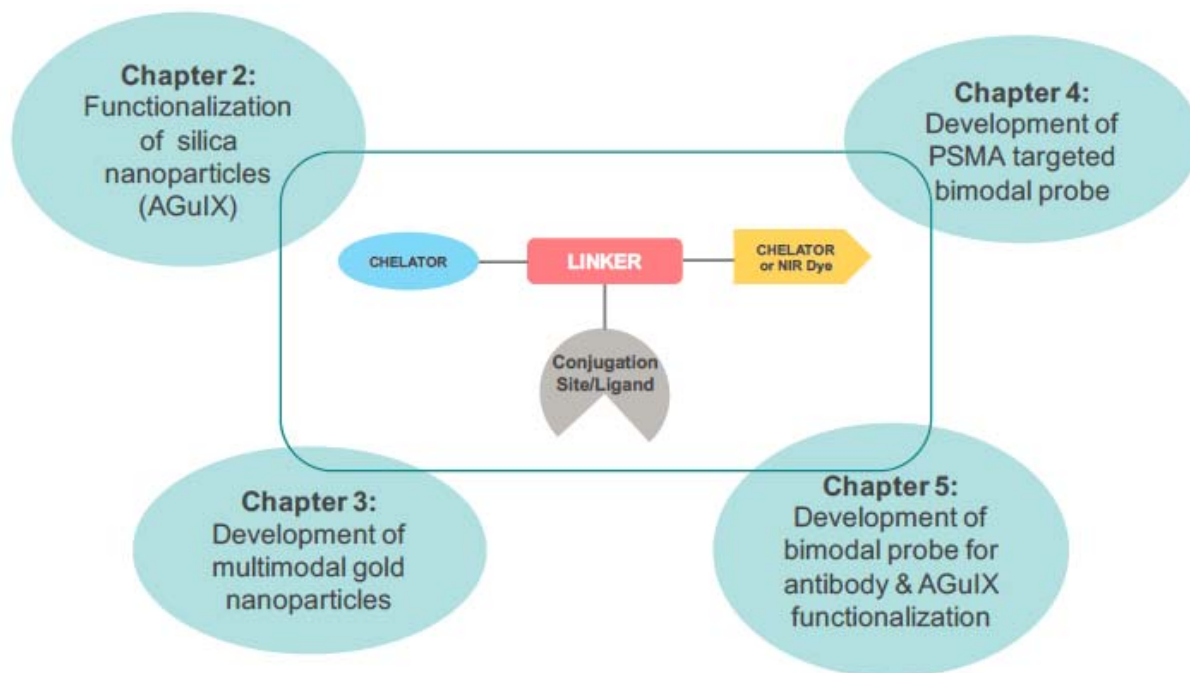 Chapter 2:
Functionalization
of silica
nanoparticles
(AGuIX)
Chapter 4:
Development of
PSMA targeted
bimodal probe
CHELATOR
LINKER
CHELATOR
or NIR Dye
Conjugation
Site/Ligand
Chapter 3:
Development of
multimodal gold
nanoparticles
Chapter 5:
Development of
bimodal probe for
antibody & AGuIX
functionalization